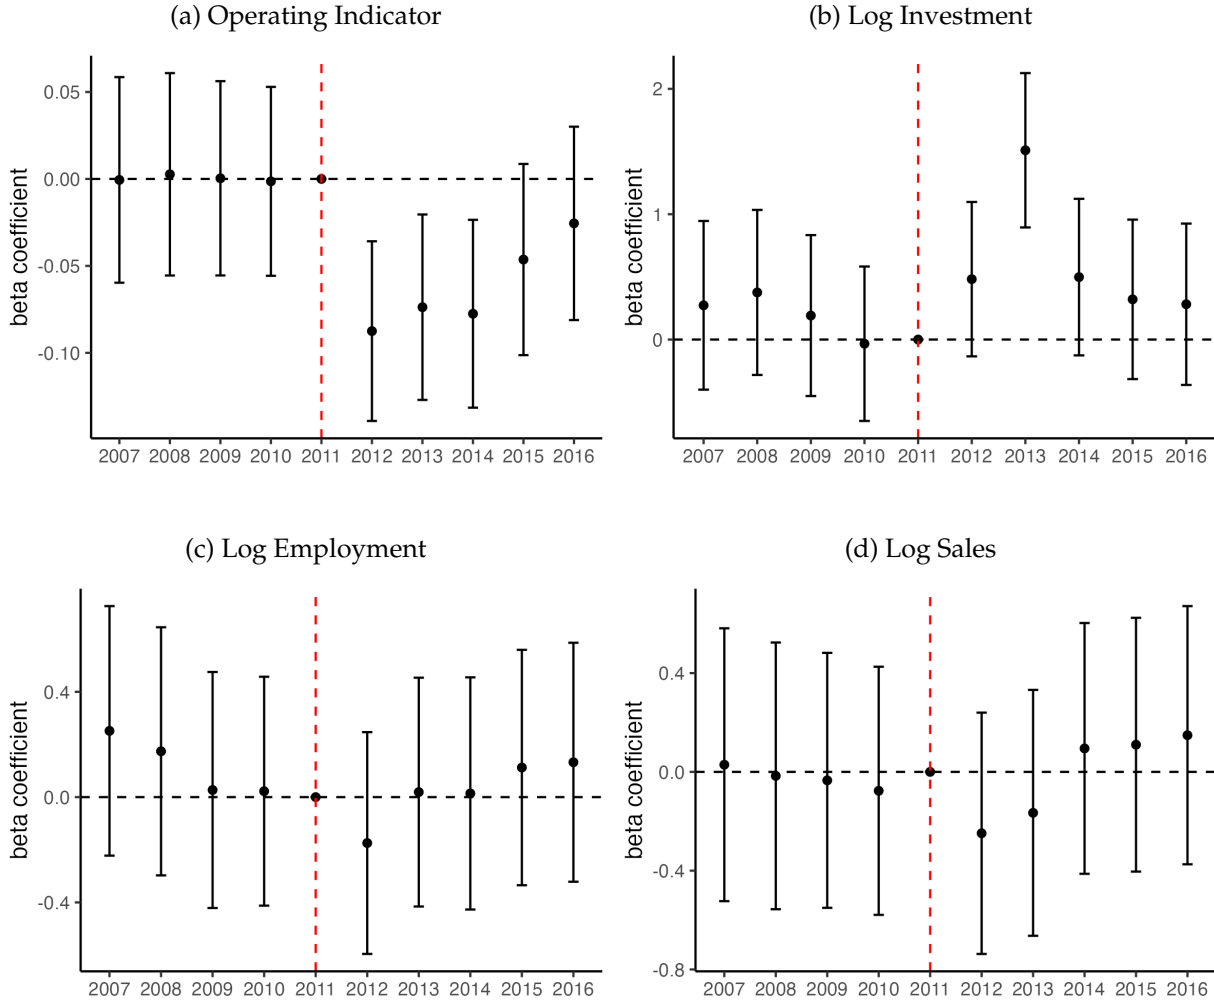 (a) Operating Indicator
beta coefficient
0.05
0.00
-0.05
-0.10
2007 2008 2009 2010 2011 2012 2013 2014 2015 2016
(b) Log Investment
beta coefficient
2
1
0
2007 2008 2009 2010 2011 2012 2013 2014 2015 2016
(c) Log Employment
beta coefficient
0.4
0.0
-0.4
2007 2008 2009 2010 2011 2012 2013 2014 2015 2016
(d) Log Sales
beta coefficient
0.4
0.0
-0.4
-0.8
2007 2008 2009 2010 2011 2012 2013 2014 2015 2016